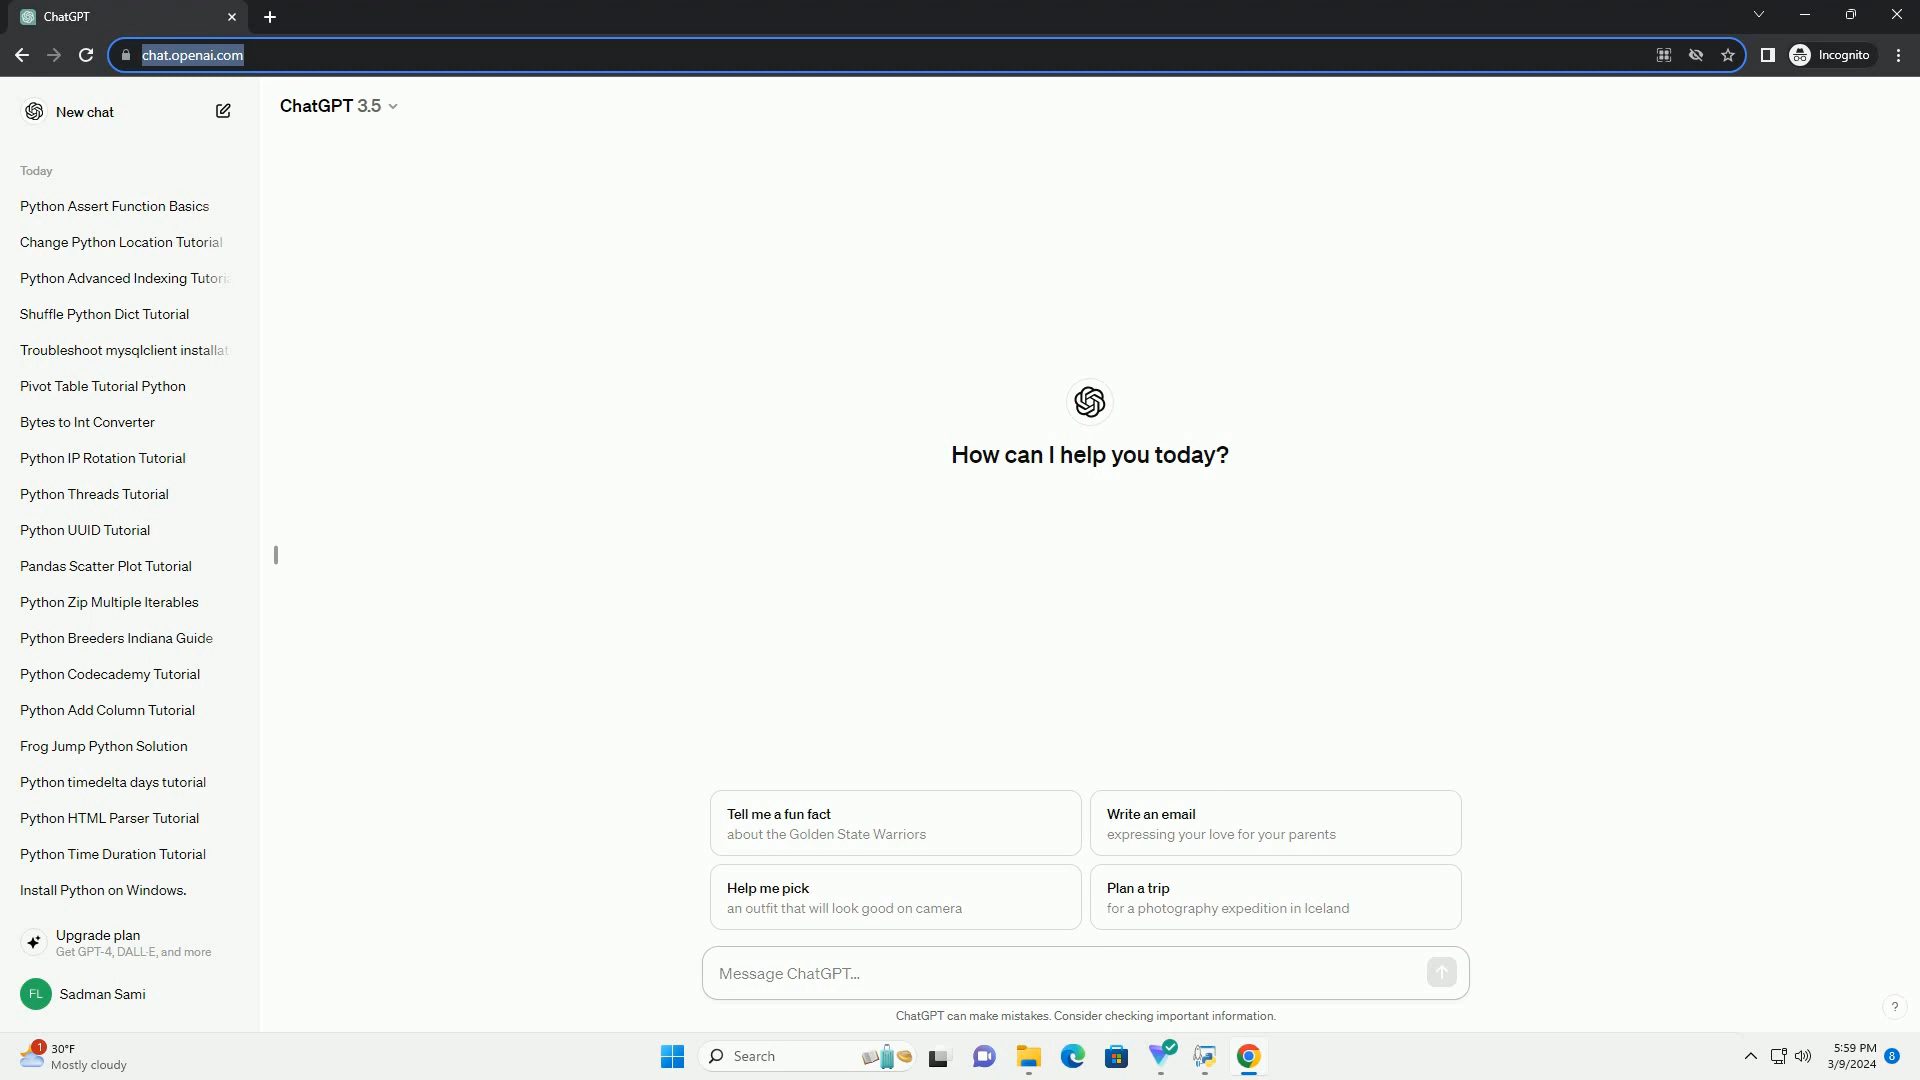 ChatGPT
chat.openai.com
Incognito
New chat
ChatGPT 3.5
Today
Python Assert Function Basics
Change Python Location Tutorial
Python Advanced Indexing Tutori
Shuffle Python Dict Tutorial
Troubleshoot mysqlclient installat
Pivot Table Tutorial Python
Bytes to Int Converter
Python IP Rotation Tutorial
Python Threads Tutorial
Python UUID Tutorial
Pandas Scatter Plot Tutorial
Python Zip Multiple Iterables
Python Breeders Indiana Guide
Python Codecademy Tutorial
Python Add Column Tutorial
Frog Jump Python Solution
Python timedelta days tutorial
Python HTML Parser Tutorial
Python Time Duration Tutorial
Install Python on Windows.
Upgrade plan
Get GPT-4, DALL·E, and more
FL Sadman Sami
How can I help you today?
Tell me a fun fact
about the Golden State Warriors
Write an email
expressing your love for your parents
Help me pick
an outfit that will look good on camera
Plan a trip
for a photography expedition in Iceland
Message ChatGPT...
ChatGPT can make mistakes. Consider checking important information.
?
1
30°F
Mostly cloudy
Search
5:59 PM
3/9/2024
8